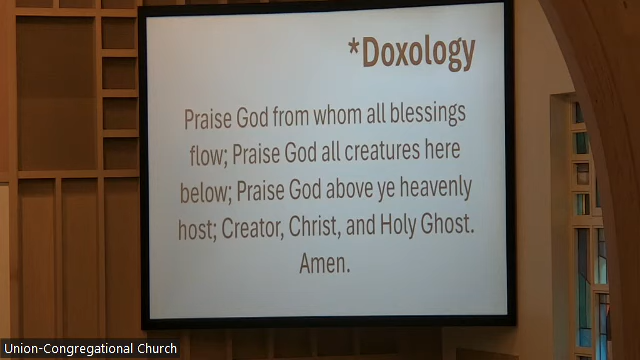 *Doxology
Praise God from whom all blessings
flow; Praise God all creatures here
below; Praise God above ye heavenly
host; Creator, Christ, and Holy Ghost.
Amen.
Union-Congregational Church